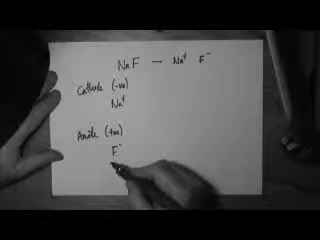 NaF — Na⁺ F⁻
Cathode (-ve)
Na⁺
Anode (+ve)
F⁻